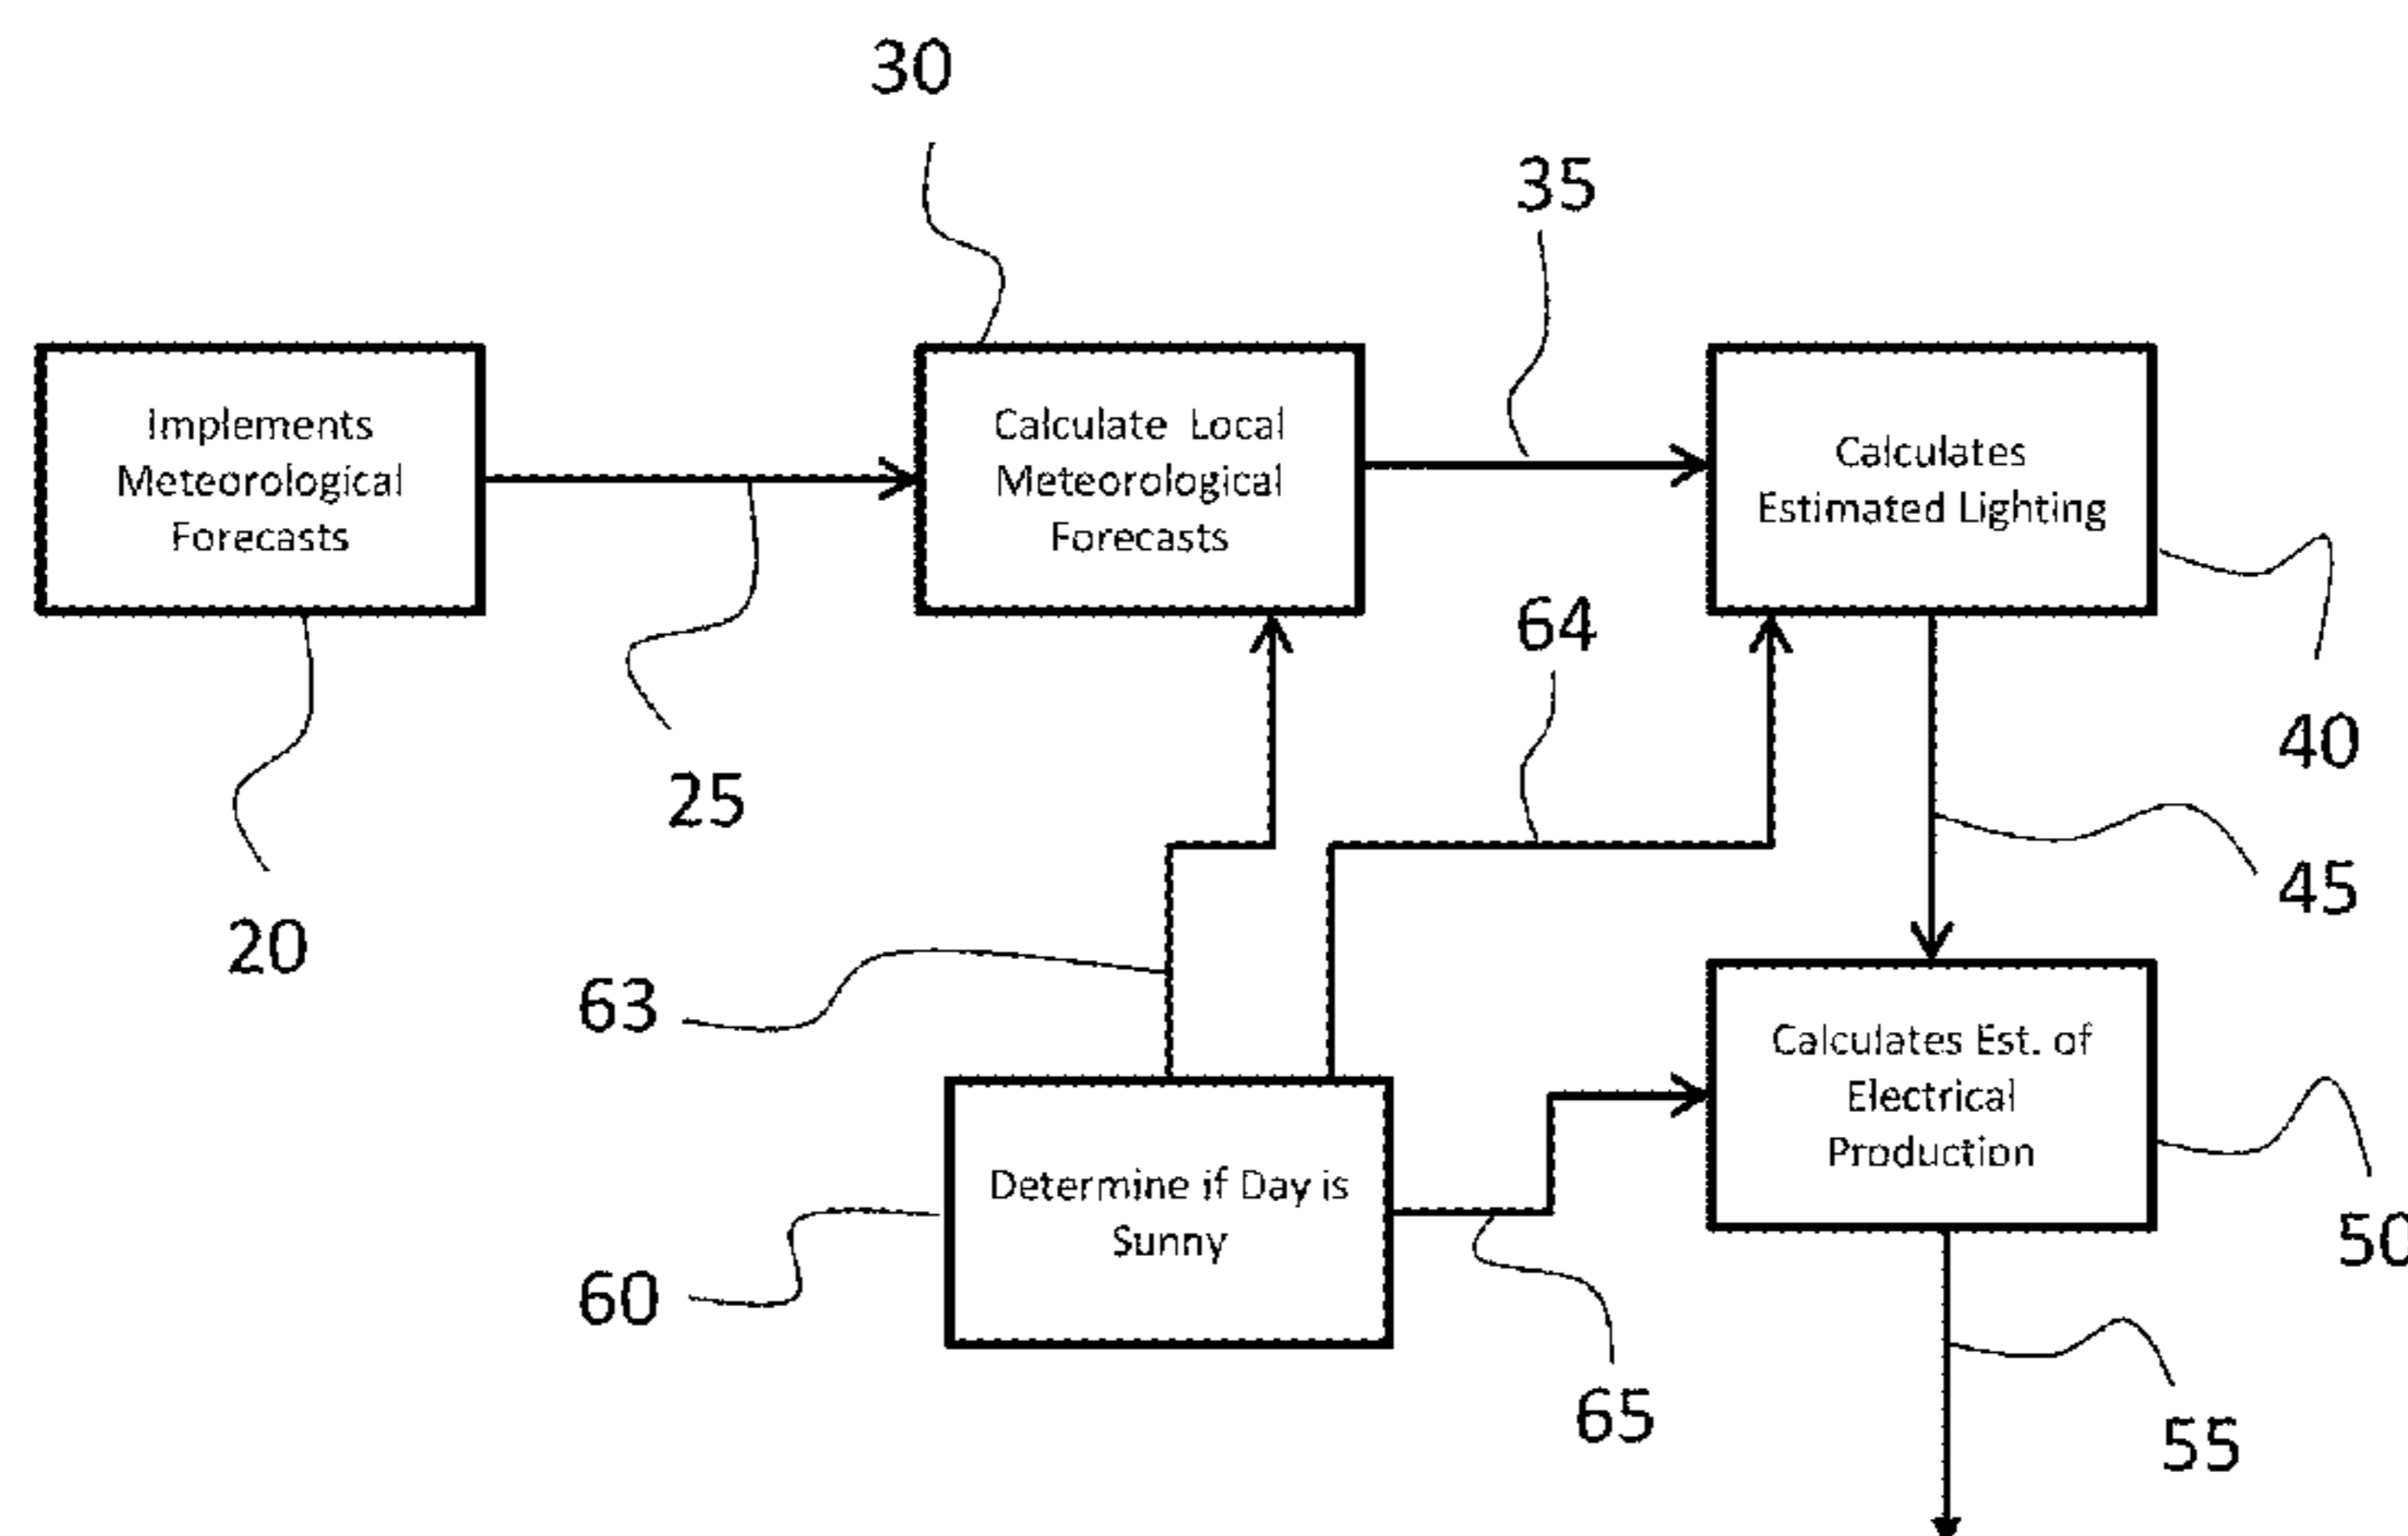 30
35
Implements
Meteorological
Forecasts
Calculate Local
Meteorological
Forecasts
Calculates
Estimated Lighting
64
40
25
45
20
63
Calculates Est. of
Electrical
Production
Determine if Day is
Sunny
50
60
65
55